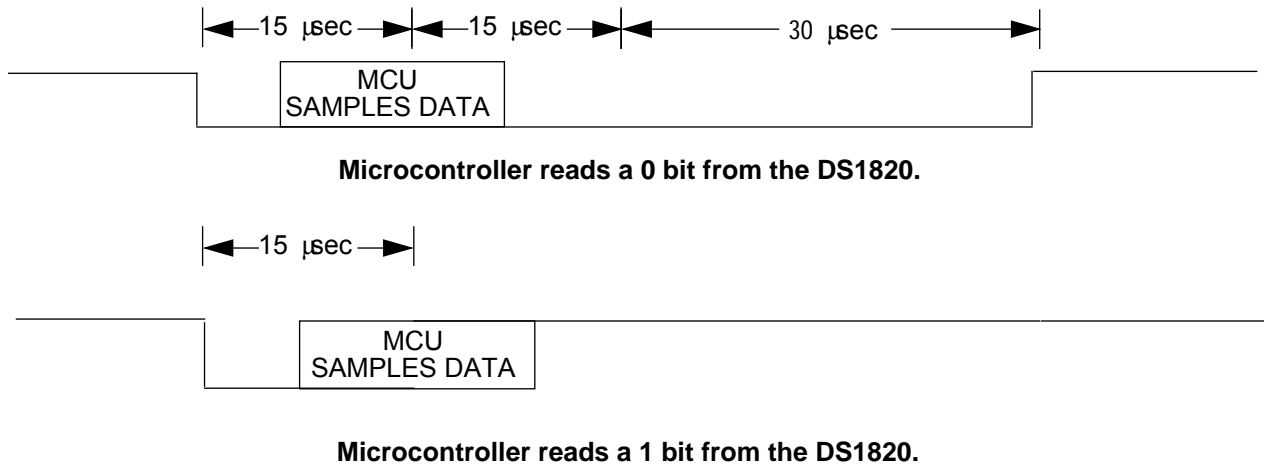 15 μsec 15 μsec 30 μsec
MCU
SAMPLES DATA
Microcontroller reads a 0 bit from the DS1820.
15 μsec
MCU
SAMPLES DATA
Microcontroller reads a 1 bit from the DS1820.